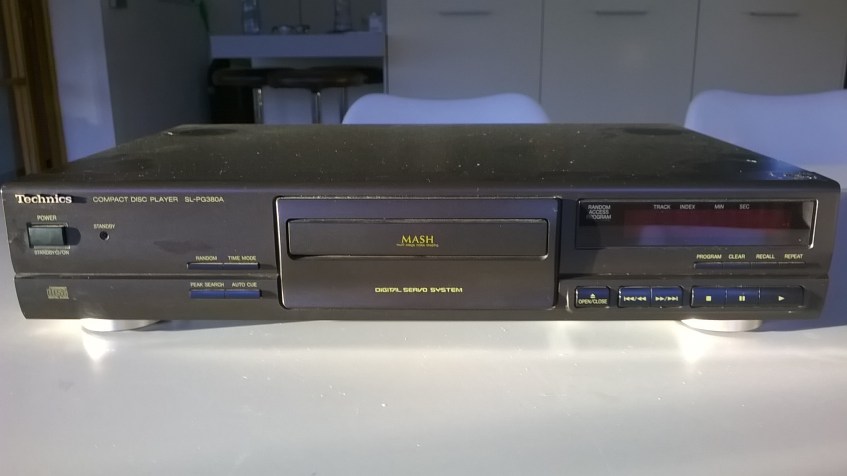 Technics COMPACT DISC PLAYER SL-PG380A
POWER
STANDBY
STANDBY⏻/ON
RANDOM TIME MODE
PEAK SEARCH AUTO CUE
MASH
DIGITAL SERVO SYSTEM
RANDOM
ACCESS
PROGRAM
TRACK INDEX MIN SEC
PROGRAM CLEAR RECALL REPEAT
OPEN/CLOSE